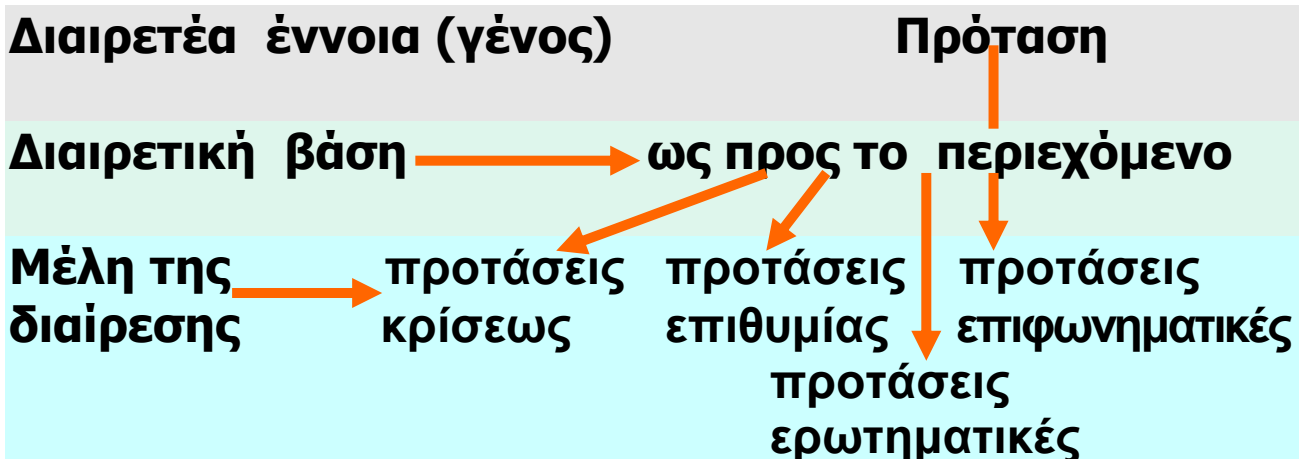 Διαιρετέα έννοια (γένος) Πρόταση
Διαιρετική βάση ως προς το περιεχόμενο
Μέλη της προτάσεις προτάσεις προτάσεις
διαίρεσης κρίσεως επιθυμίας επιφωνηματικές
προτάσεις
ερωτηματικές